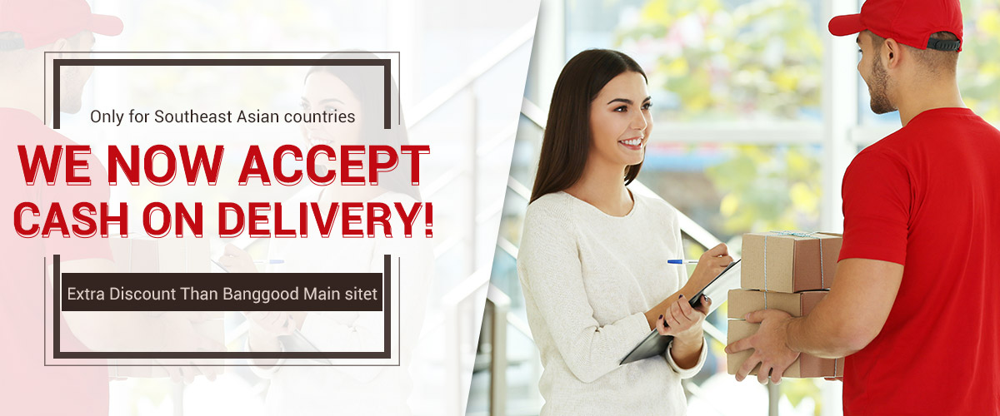 Only for Southeast Asian countries
WE NOW ACCEPT
CASH ON DELIVERY!
Extra Discount Than Banggood Main sitet